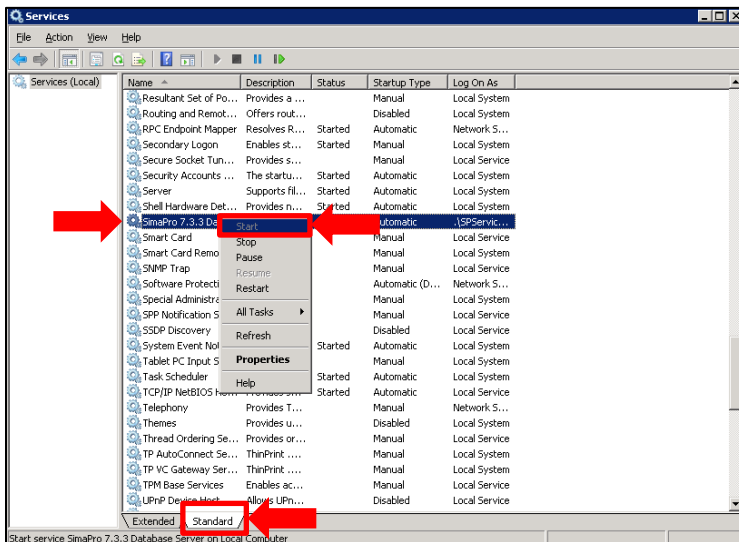 Services
File Action View Help
Services (Local)
Name Description Status Startup Type Log On As
Resultant Set of Po... Provides a ... Manual Local System
Routing and Remot... Offers rout... Disabled Local System
RPC Endpoint Mapper Resolves R... Started Automatic Network S...
Secondary Logon Enables st... Started Manual Local System
Secure Socket Tun... Provides s... Manual Local Service
Security Accounts ... The startu... Started Automatic Local System
Server Supports fil... Started Automatic Local System
Shell Hardware Det... Provides n... Started Automatic Local System
SimaPro 7.3.3 Da Automatic .\SPServic...
Smart Card Manual Local Service
Smart Card Remo Manual Local System
SNMP Trap Manual Local Service
Software Protecti Automatic (D... Network S...
Special Administra Manual Local System
SPP Notification S Manual Local Service
SSDP Discovery Disabled Local Service
System Event Not Started Automatic Local System
Tablet PC Input S Manual Local System
Task Scheduler Started Automatic Local System
TCP/IP NetBIOS Started Automatic Local Service
Telephony Provides T... Manual Network S...
Themes Provides u... Disabled Local System
Thread Ordering Se... Provides or... Manual Local Service
TP AutoConnect Se... ThinPrint .... Manual Local System
TP VC Gateway Ser... ThinPrint .... Manual Local System
TPM Base Services Enables ac... Manual Local Service
UPnP Device Host Allows UPn... Disabled Local Service
Start
Stop
Pause
Resume
Restart
All Tasks
Refresh
Properties
Help
Extended Standard
Start service SimaPro 7.3.3 Database Server on Local Computer